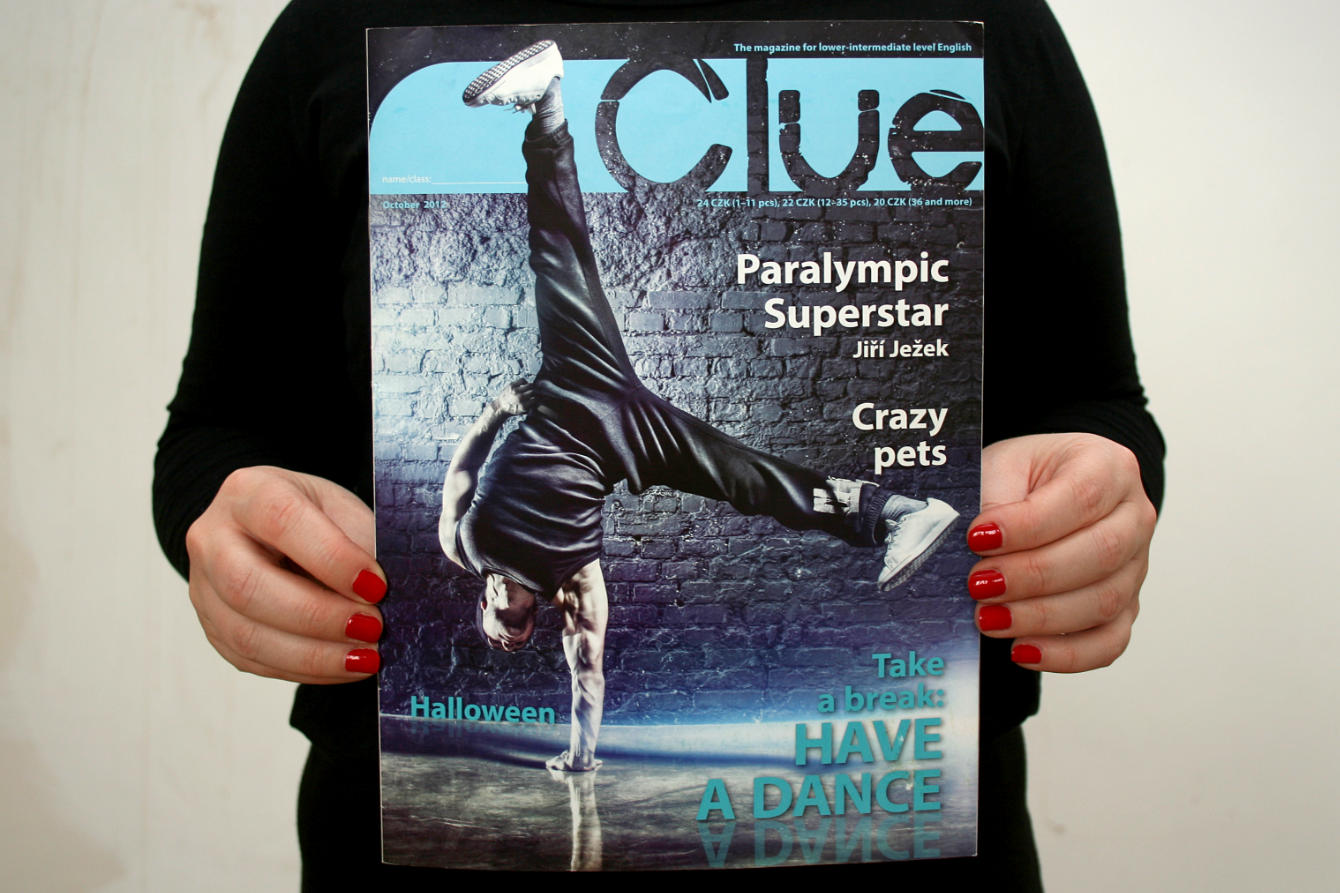 The magazine for lower-intermediate level English
Clue
name/class:
October 2012
24 CZK (1–11 pcs), 22 CZK (12–35 pcs), 20 CZK (36 and more)
Paralympic
Superstar
Jiří Ježek
Crazy
pets
Halloween
Take
a break:
HAVE
A DANCE